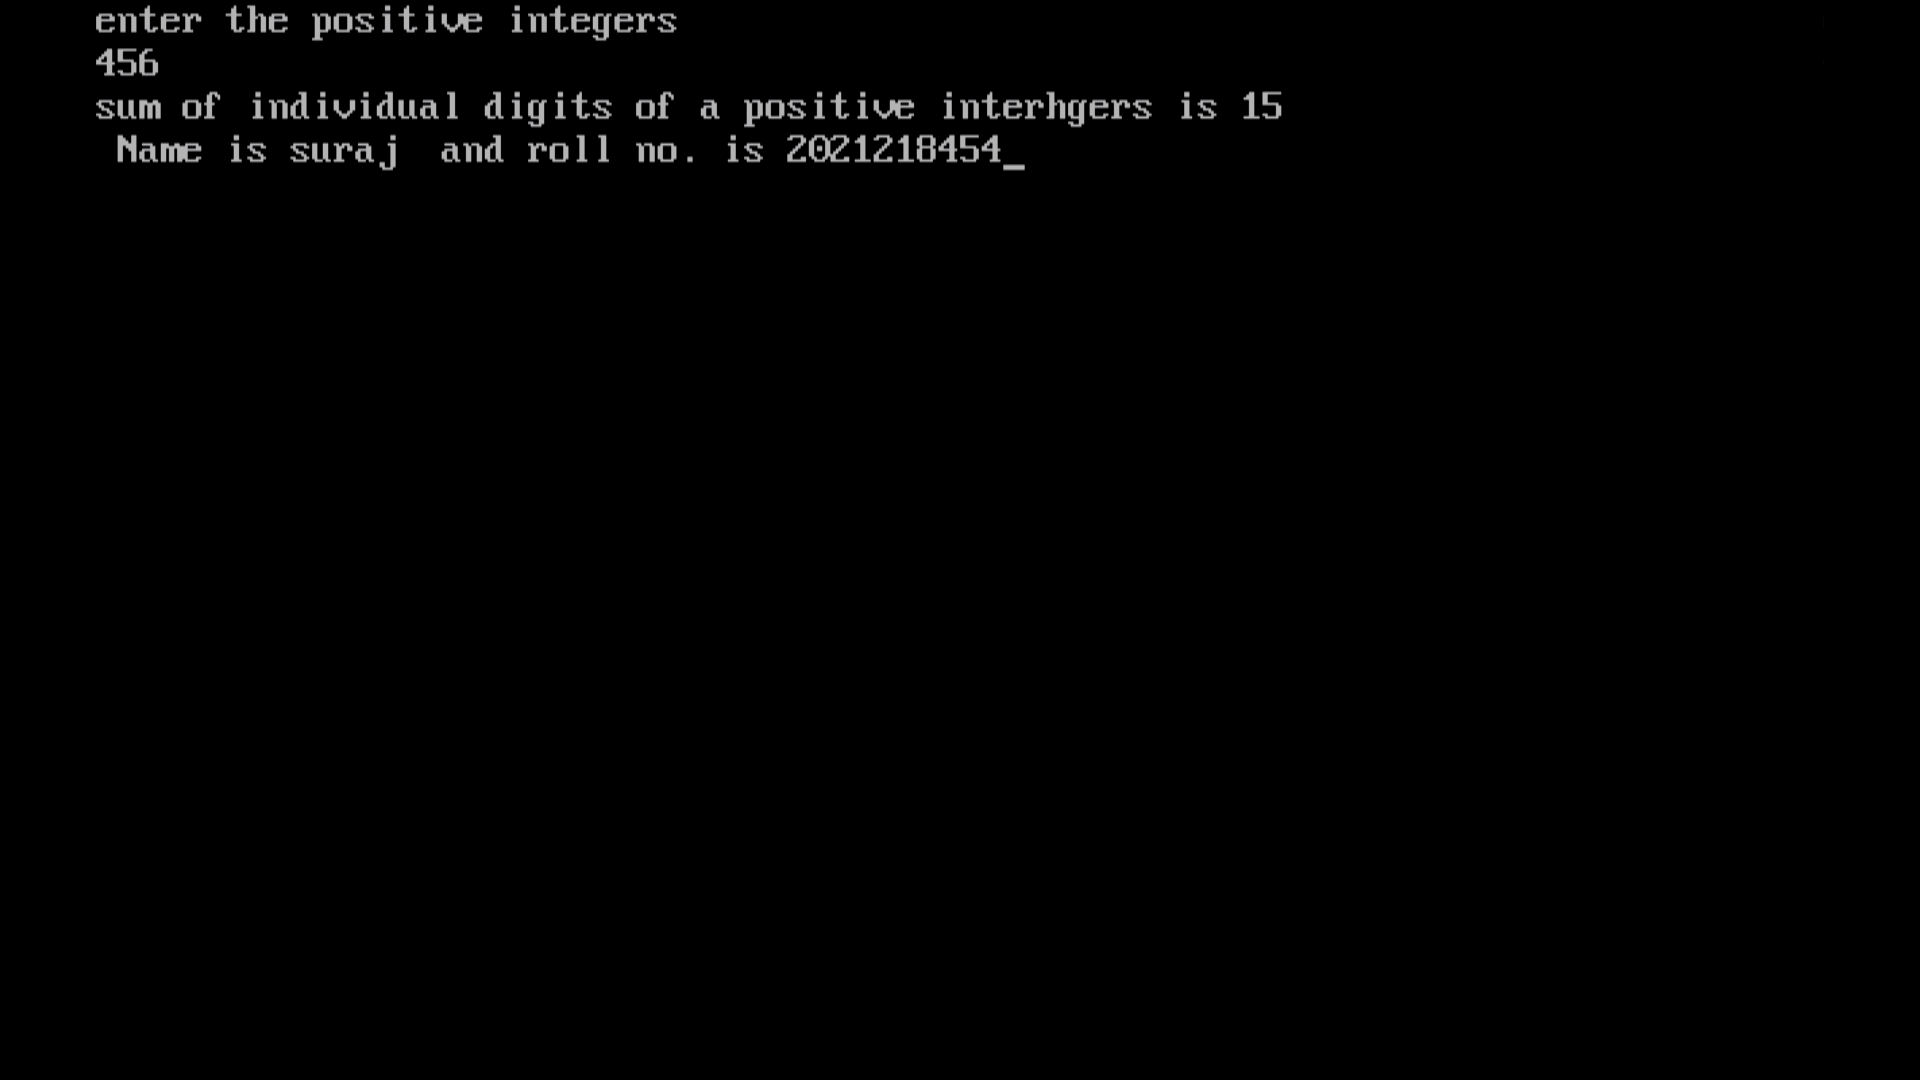 enter the positive integers
456
sum of individual digits of a positive interhgers is 15
Name is suraj  and roll no. is 2021218454_